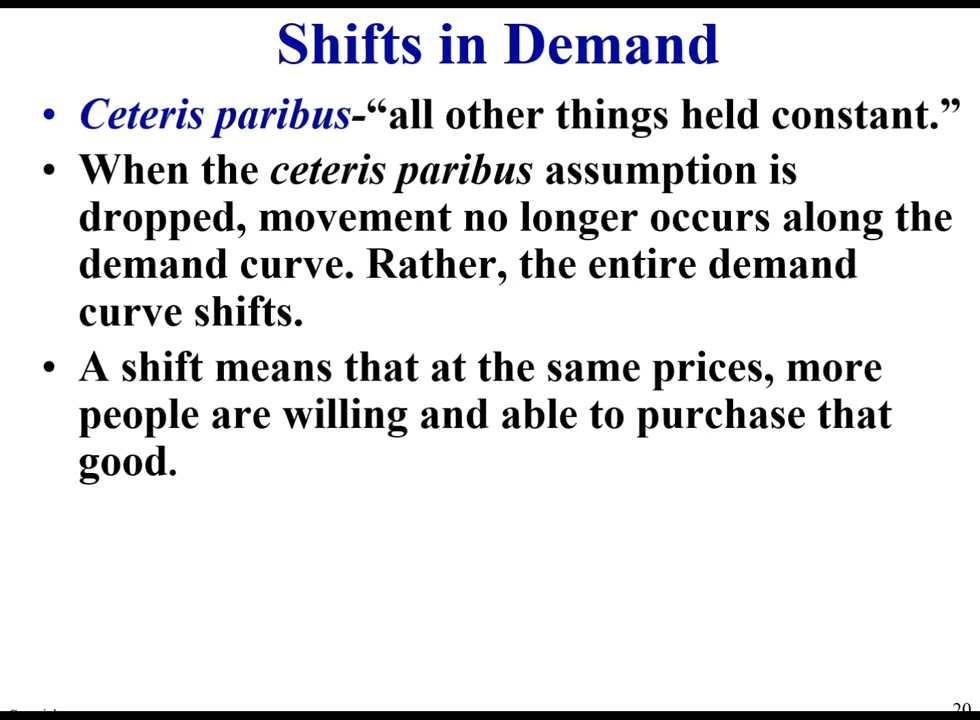 Shifts in Demand
• Ceteris paribus-“all other things held constant.”
• When the ceteris paribus assumption is
dropped, movement no longer occurs along the
demand curve. Rather, the entire demand
curve shifts.
• A shift means that at the same prices, more
people are willing and able to purchase that
good.
20